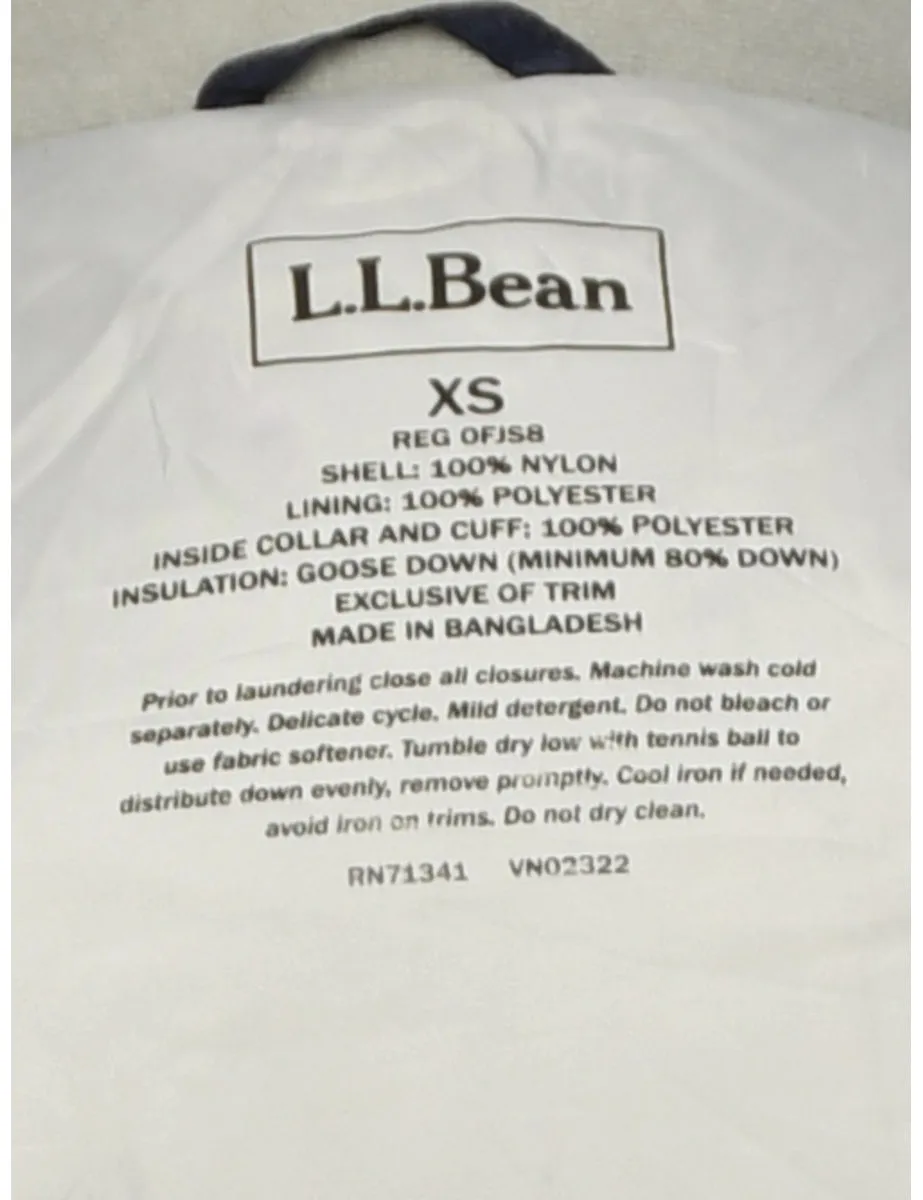 L.L.Bean
XS
REG OFJS8
SHELL: 100% NYLON
LINING: 100% POLYESTER
INSIDE COLLAR AND CUFF: 100% POLYESTER
INSULATION: GOOSE DOWN (MINIMUM 80% DOWN)
EXCLUSIVE OF TRIM
MADE IN BANGLADESH
Prior to laundering close all closures. Machine wash cold
separately. Delicate cycle. Mild detergent. Do not bleach or
use fabric softener. Tumble dry low with tennis ball to
distribute down evenly, remove promptly. Cool iron if needed,
avoid iron on trims. Do not dry clean.
RN71341 VN02322